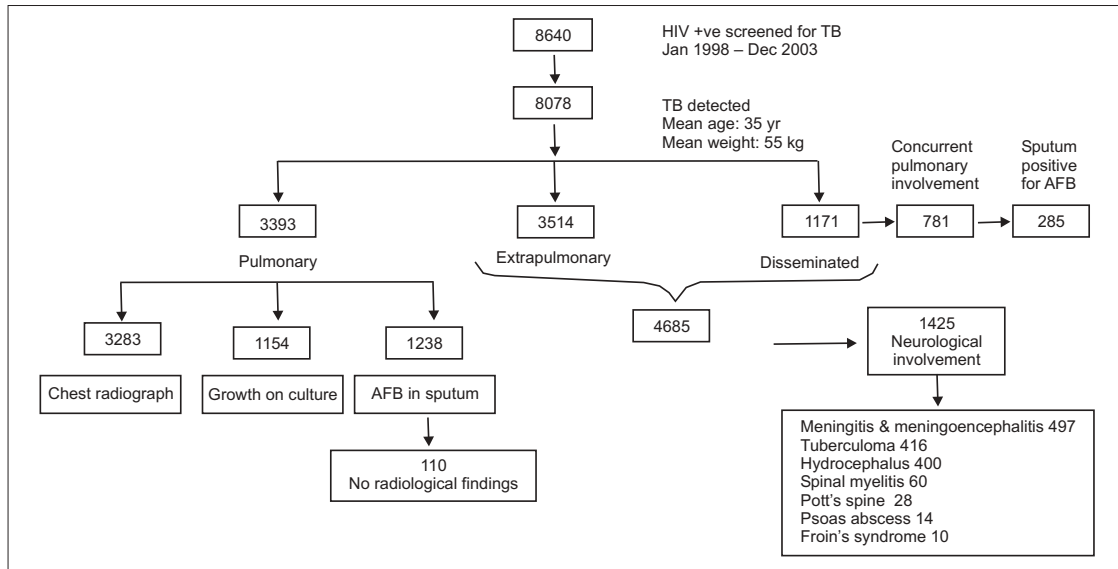 8640
HIV +ve screened for TB
Jan 1998 – Dec 2003
8078
TB detected
Mean age: 35 yr
Mean weight: 55 kg
Concurrent
pulmonary
involvement
Sputum
positive
for AFB
3393
3514
1171
781
285
Pulmonary
Extrapulmonary
Disseminated
4685
3283
1154
1238
1425
Neurological
involvement
Chest radiograph
Growth on culture
AFB in sputum
110
No radiological findings
Meningitis & meningoencephalitis 497
Tuberculoma 416
Hydrocephalus 400
Spinal myelitis 60
Pott's spine 28
Psoas abscess 14
Froin's syndrome 10